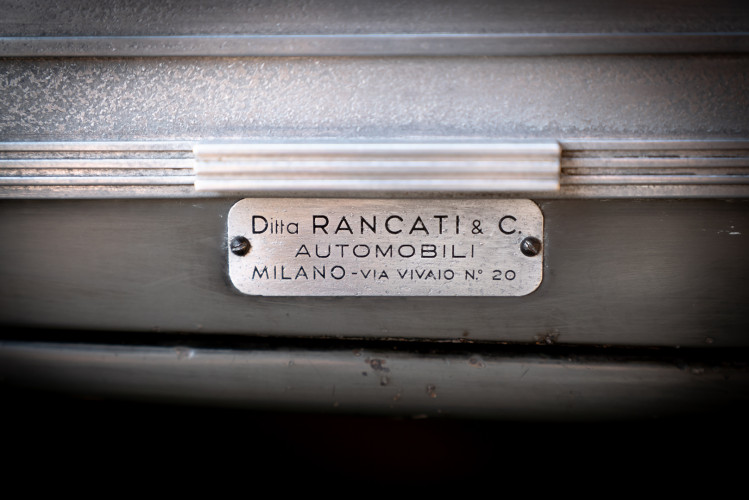 Ditta RANCATI & C.
AUTOMOBILI
MILANO-VIA VIVAIO N.° 20